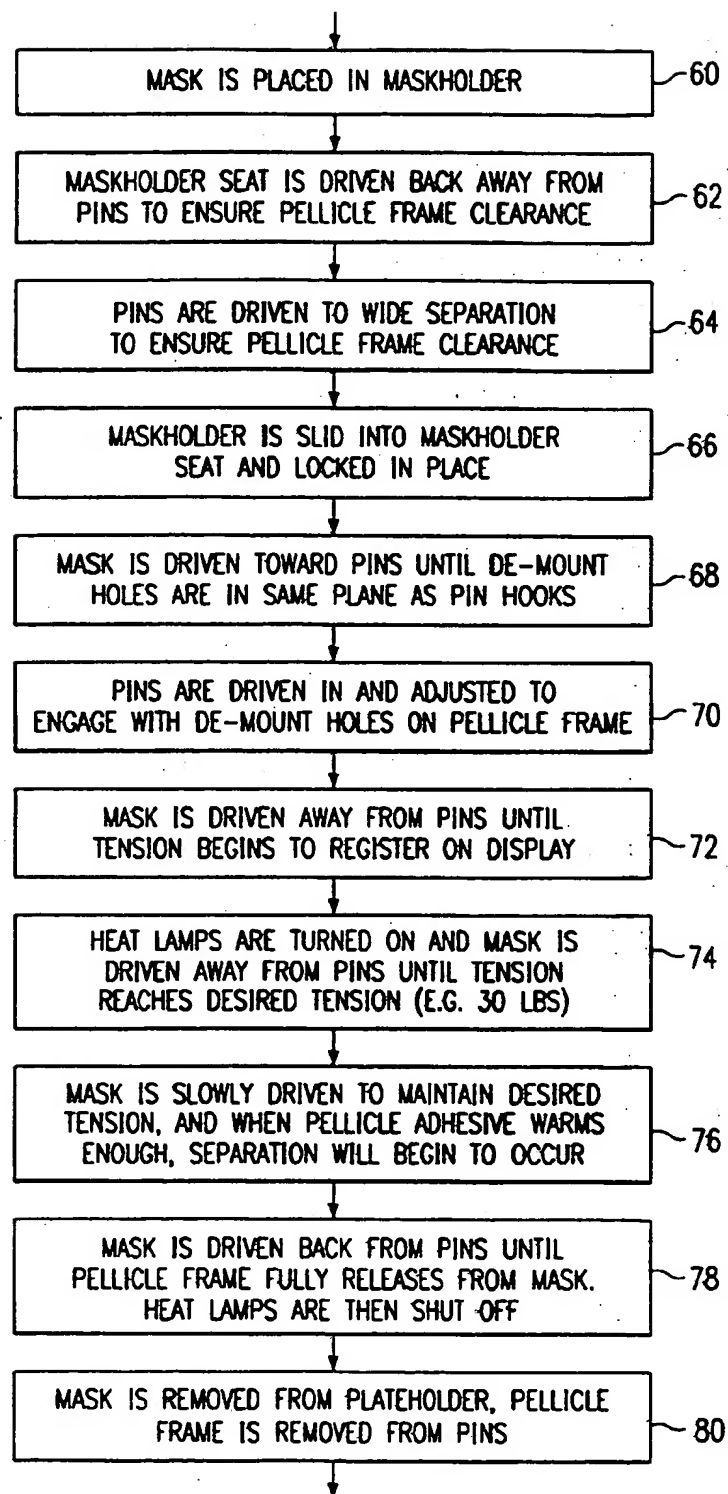 MASK IS PLACED IN MASKHOLDER
60
MASKHOLDER SEAT IS DRIVEN BACK AWAY FROM
PINS TO ENSURE PELLICLE FRAME CLEARANCE
62
PINS ARE DRIVEN TO WIDE SEPARATION
TO ENSURE PELLICLE FRAME CLEARANCE
64
MASKHOLDER IS SLID INTO MASKHOLDER
SEAT AND LOCKED IN PLACE
66
MASK IS DRIVEN TOWARD PINS UNTIL DE-MOUNT
HOLES ARE IN SAME PLANE AS PIN HOOKS
68
PINS ARE DRIVEN IN AND ADJUSTED TO
ENGAGE WITH DE-MOUNT HOLES ON PELLICLE FRAME
70
MASK IS DRIVEN AWAY FROM PINS UNTIL
TENSION BEGINS TO REGISTER ON DISPLAY
72
HEAT LAMPS ARE TURNED ON AND MASK IS
DRIVEN AWAY FROM PINS UNTIL TENSION
REACHES DESIRED TENSION (E.G. 30 LBS)
74
MASK IS SLOWLY DRIVEN TO MAINTAIN DESIRED
TENSION, AND WHEN PELLICLE ADHESIVE WARMS
ENOUGH, SEPARATION WILL BEGIN TO OCCUR
76
MASK IS DRIVEN BACK FROM PINS UNTIL
PELLICLE FRAME FULLY RELEASES FROM MASK.
HEAT LAMPS ARE THEN SHUT OFF
78
MASK IS REMOVED FROM PLATEHOLDER, PELLICLE
FRAME IS REMOVED FROM PINS
80